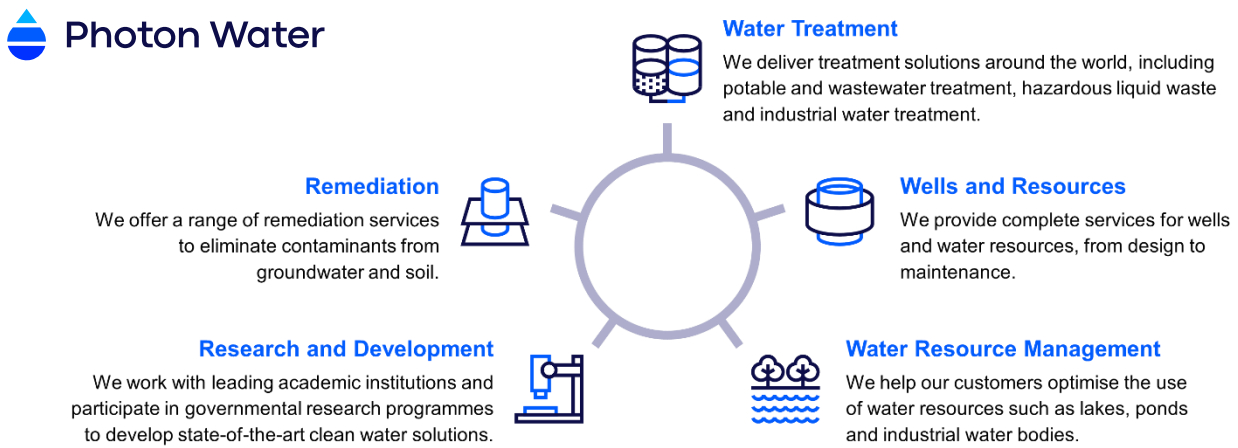 Photon Water
Water Treatment
We deliver treatment solutions around the world, including
potable and wastewater treatment, hazardous liquid waste
and industrial water treatment.
Remediation
We offer a range of remediation services
to eliminate contaminants from
groundwater and soil.
Wells and Resources
We provide complete services for wells
and water resources, from design to
maintenance.
Research and Development
We work with leading academic institutions and
participate in governmental research programmes
to develop state-of-the-art clean water solutions.
Water Resource Management
We help our customers optimise the use
of water resources such as lakes, ponds
and industrial water bodies.